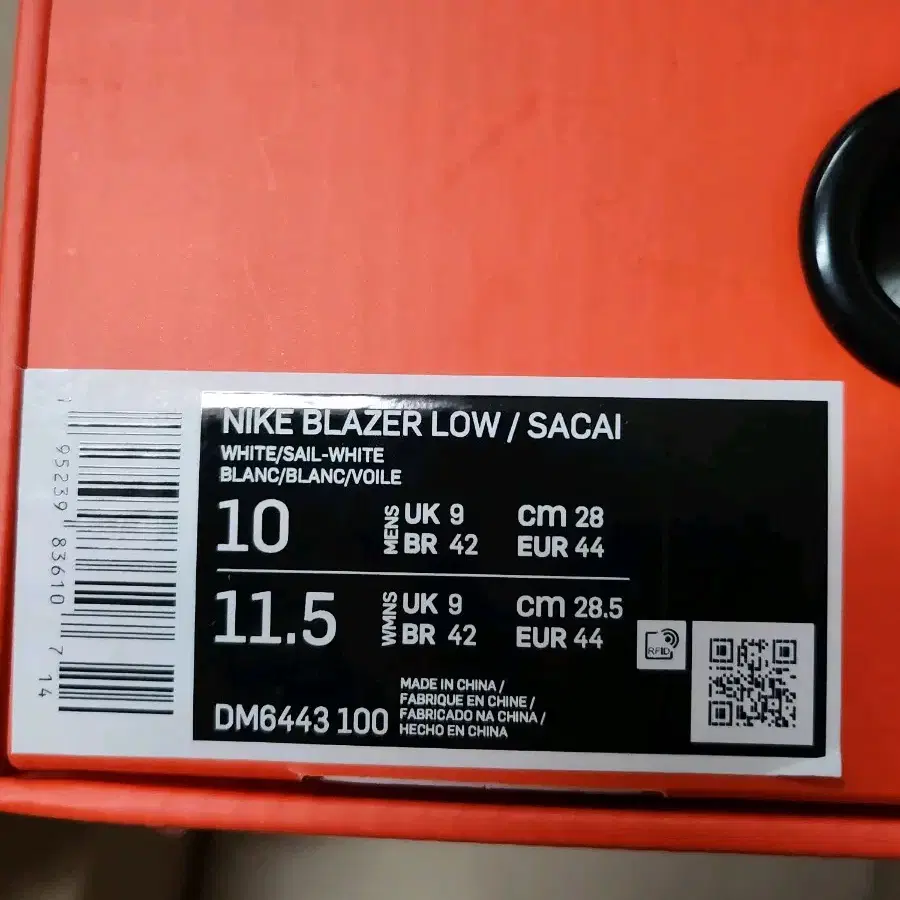 NIKE BLAZER LOW / SACAI
WHITE/SAIL-WHITE
BLANC/BLANC/VOILE
10
MENS
UK 9
cm 28
BR 42
EUR 44
11.5
WMNS
UK 9
cm 28.5
BR 42
EUR 44
RFID
DM6443 100
MADE IN CHINA /
FABRIQUE EN CHINE /
FABRICADO NA CHINA /
HECHO EN CHINA
1 95239 83610 7 14